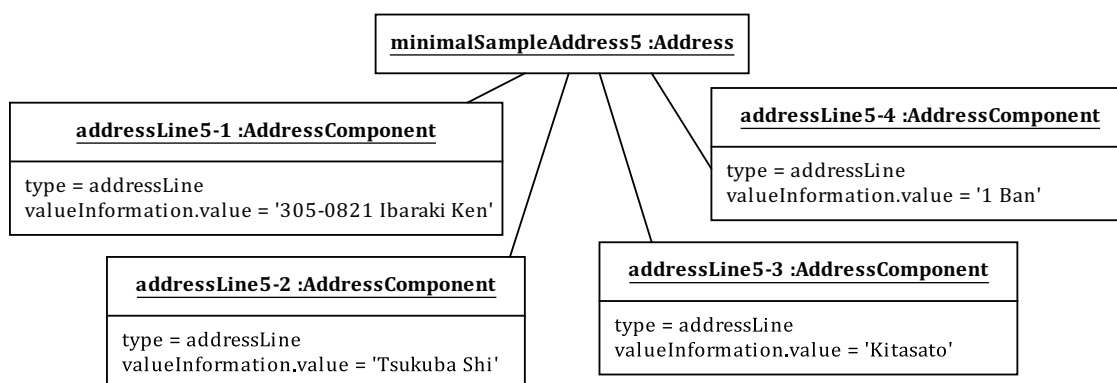 minimalSampleAddress5 :Address
addressLine5-1 :AddressComponent
type = addressLine
valueInformation.value = '305-0821 Ibaraki Ken'
addressLine5-4 :AddressComponent
type = addressLine
valueInformation.value = '1 Ban'
addressLine5-2 :AddressComponent
type = addressLine
valueInformation.value = 'Tsukuba Shi'
addressLine5-3 :AddressComponent
type = addressLine
valueInformation.value = 'Kitasato'